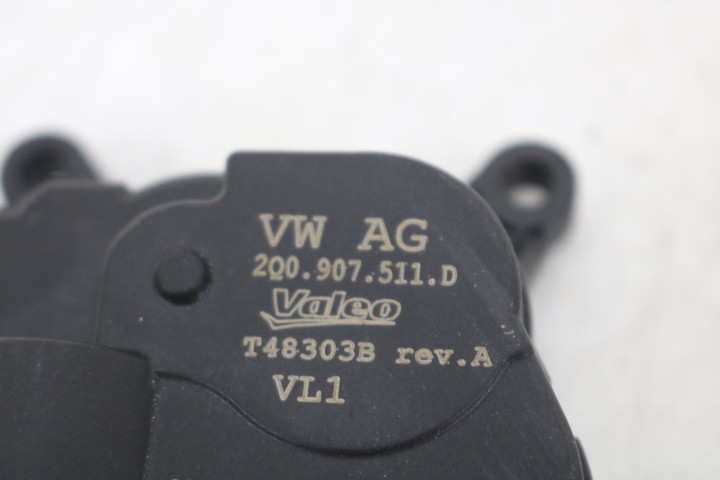 VW AG
2Q0.907.511.D
Valeo
T48303B rev.A
VL1